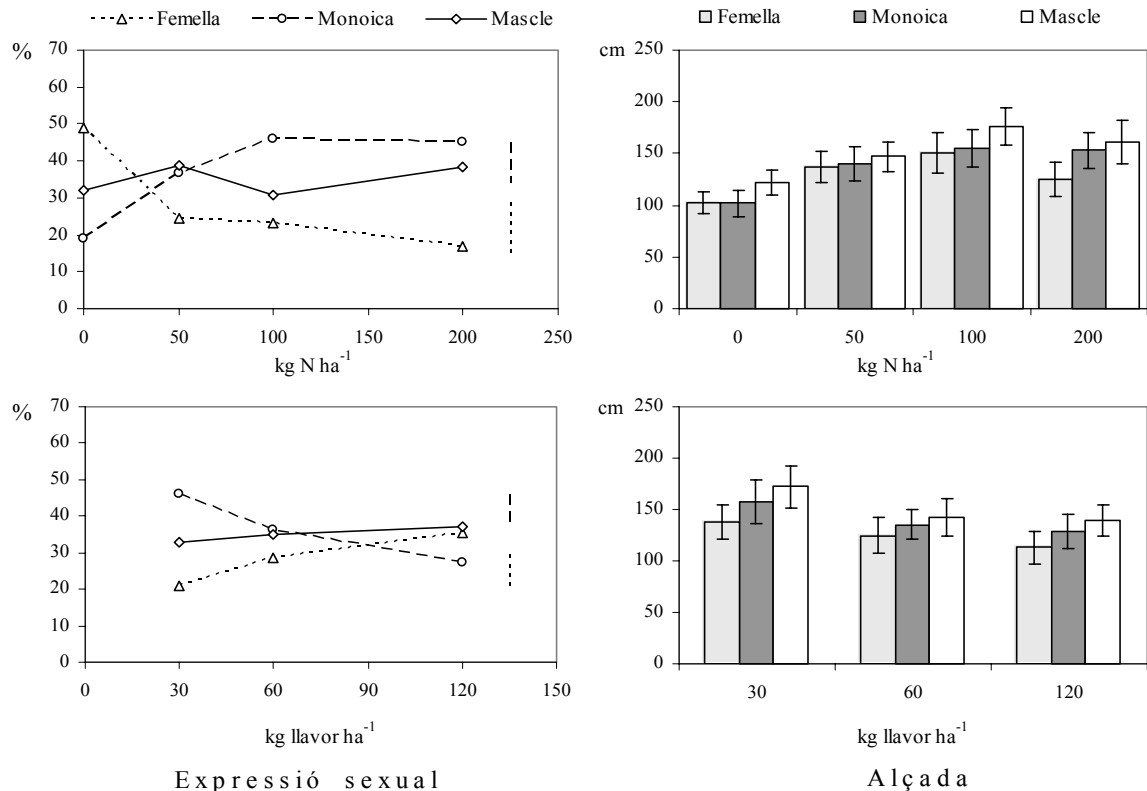 Femella Monoica Mascle
%
70
60
50
40
30
20
10
0
0 50 100 150 200 250
kg N ha⁻¹
Femella Monoica Mascle
cm
250
200
150
100
50
0
0 50 100 200
kg N ha⁻¹
%
70
60
50
40
30
20
10
0
0 30 60 90 120 150
kg llavor ha⁻¹
Expressió sexual
cm
250
200
150
100
50
0
30 60 120
kg llavor ha⁻¹
Alçada